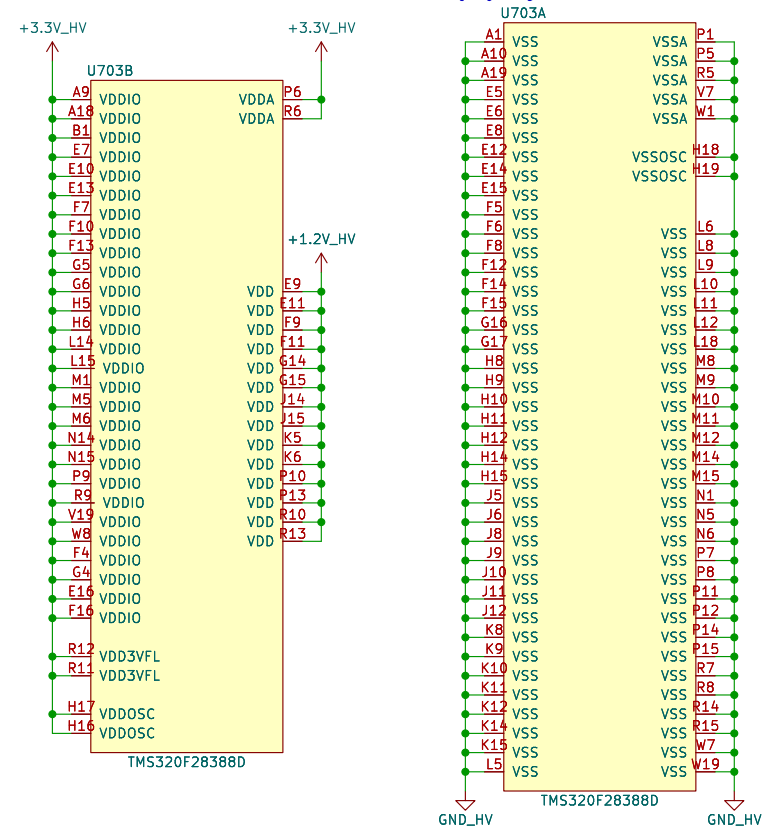 +3.3V_HV +3.3V_HV
U703B
A9 VDDIO VDDA P6
A18 VDDIO VDDA R6
B1 VDDIO
E7 VDDIO
E10 VDDIO
E13 VDDIO
F7 VDDIO
F10 VDDIO
F13 VDDIO
+1.2V_HV
G5 VDDIO
G6 VDDIO VDD E9
H5 VDDIO VDD E11
H6 VDDIO VDD F9
L14 VDDIO VDD F11
L15 VDDIO VDD G14
M1 VDDIO VDD G15
M5 VDDIO VDD J14
M6 VDDIO VDD J15
N14 VDDIO VDD K5
N15 VDDIO VDD K6
P9 VDDIO VDD P10
R9 VDDIO VDD P13
V19 VDDIO VDD R10
W8 VDDIO VDD R13
F4 VDDIO
G4 VDDIO
E16 VDDIO
F16 VDDIO
R12 VDD3VFL
R11 VDD3VFL
H17 VDDOSC
H16 VDDOSC
TMS320F28388D
U703A
A1 VSS VSSA P1
A10 VSS VSSA P5
A19 VSS VSSA R5
E5 VSS VSSA V7
E6 VSS VSSA W1
E8 VSS
E12 VSS VSSOSC H18
E14 VSS VSSOSC H19
E15 VSS
F5 VSS
F6 VSS VSS L6
F8 VSS VSS L8
F12 VSS VSS L9
F14 VSS VSS L10
F15 VSS VSS L11
G16 VSS VSS L12
G17 VSS VSS L18
H8 VSS VSS M8
H9 VSS VSS M9
H10 VSS VSS M10
H11 VSS VSS M11
H12 VSS VSS M12
H14 VSS VSS M14
H15 VSS VSS M15
J5 VSS VSS N1
J6 VSS VSS N5
J8 VSS VSS N6
J9 VSS VSS P7
J10 VSS VSS P8
J11 VSS VSS P11
J12 VSS VSS P12
K8 VSS VSS P14
K9 VSS VSS P15
K10 VSS VSS R7
K11 VSS VSS R8
K12 VSS VSS R14
K14 VSS VSS R15
K15 VSS VSS W7
L5 VSS VSS W19
TMS320F28388D
GND_HV GND_HV